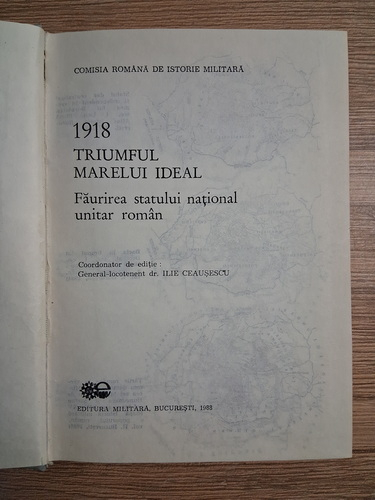 COMISIA ROMÂNĂ DE ISTORIE MILITARĂ
1918
TRIUMFUL
MARELUI IDEAL
Făurirea statului național
unitar român
Coordonator de ediție :
General-locotenent dr. ILIE CEAUȘESCU
EDITURA MILITARĂ, BUCUREȘTI, 1988